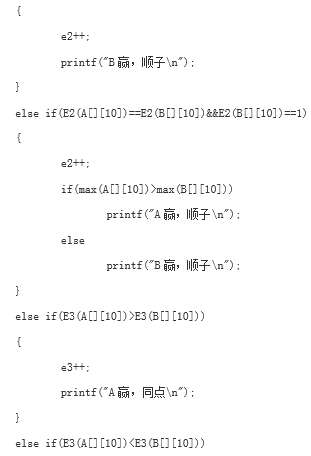 {
e2++;
printf("B赢，顺子\n");
}
else if(E2(A[][10])==E2(B[][10])&&E2(B[][10])==1)
{
e2++;
if(max(A[][10])>max(B[][10]))
printf("A赢，顺子\n");
else
printf("B赢，顺子\n");
}
else if(E3(A[][10])>E3(B[][10]))
{
e3++;
printf("A赢，同点\n");
}
else if(E3(A[][10])<E3(B[][10]))